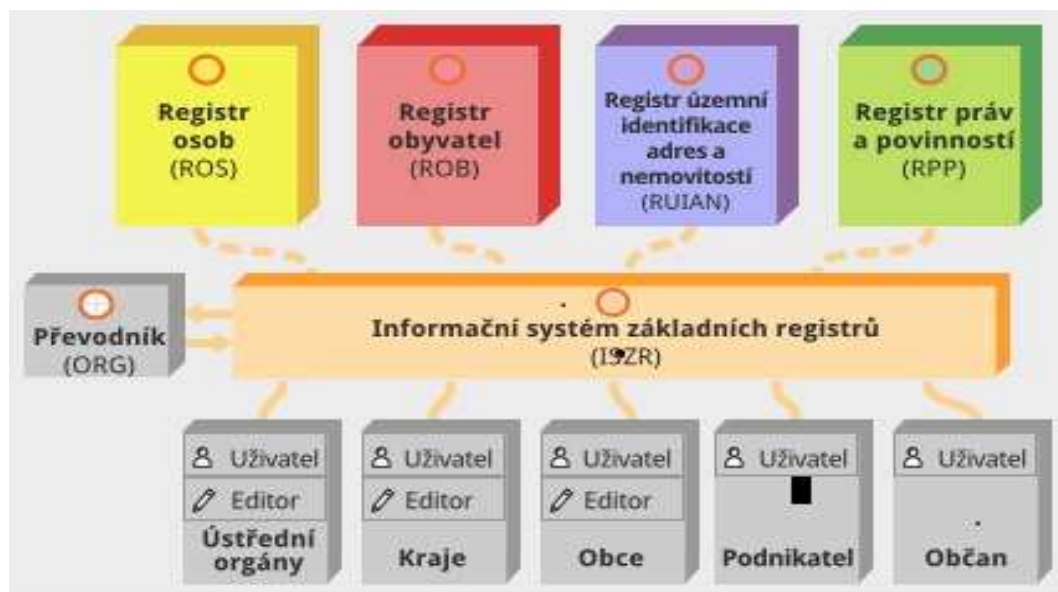 Registr
osob
(ROS)
Registr
obyvatel
(ROB)
Registr územní
identifikace
adres a
nemovitostí
(RUIAN)
Registr práv
a povinností
(RPP)
Převodník
(ORG)
Informační systém základních registrů
(ISZR)
Uživatel
Editor
Ústřední
orgány
Uživatel
Editor
Kraje
Uživatel
Editor
Obce
Uživatel
Podnikatel
Uživatel
Občan